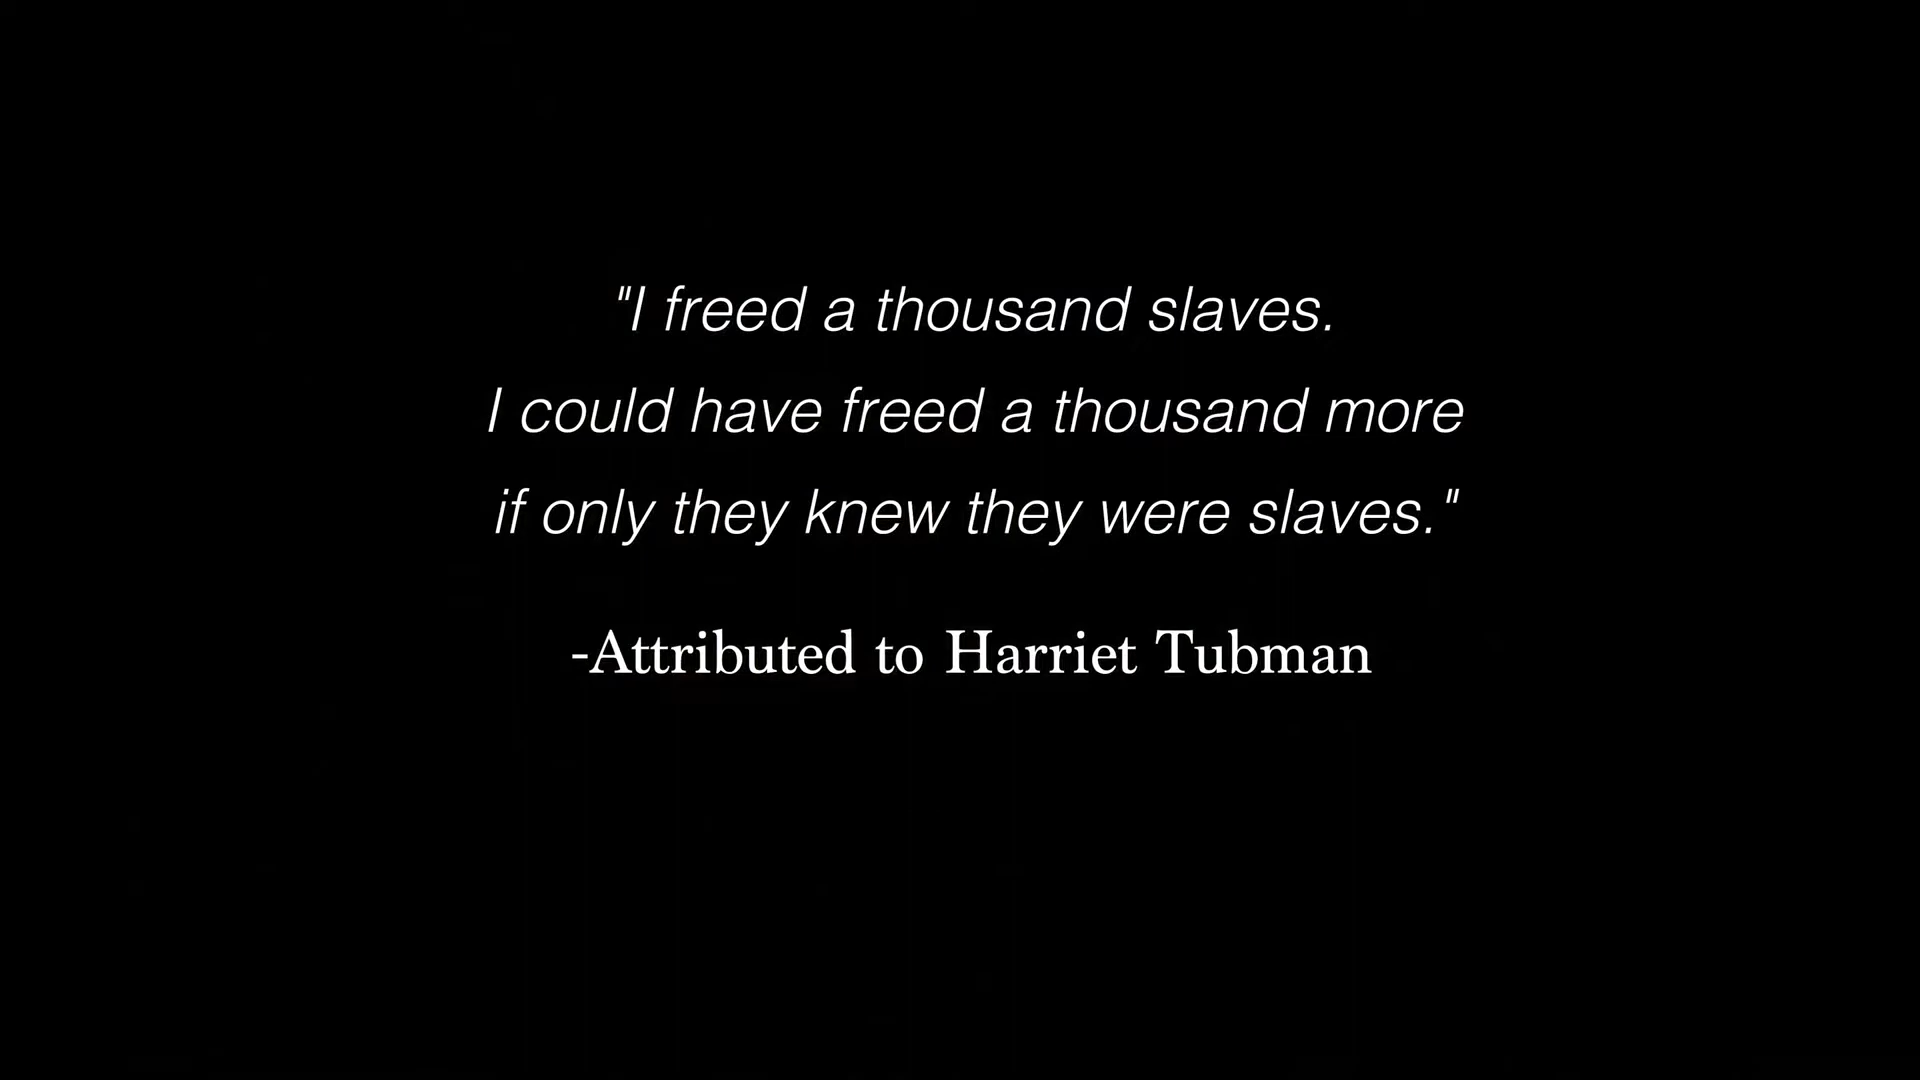 "I freed a thousand slaves.
I could have freed a thousand more
if only they knew they were slaves."
-Attributed to Harriet Tubman